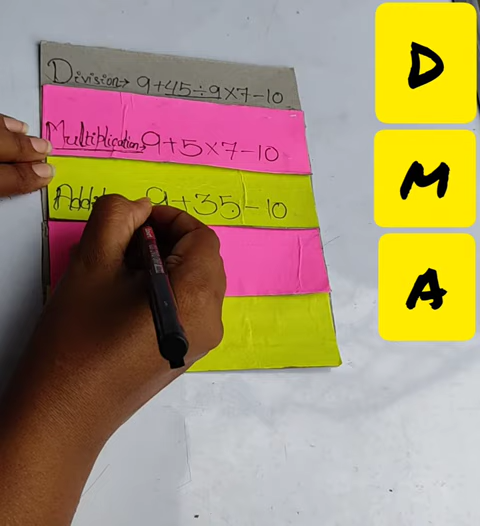 Division→ 9+45÷9×7-10
Multiplication→ 9+5×7-10
9+35-10
D
M
A